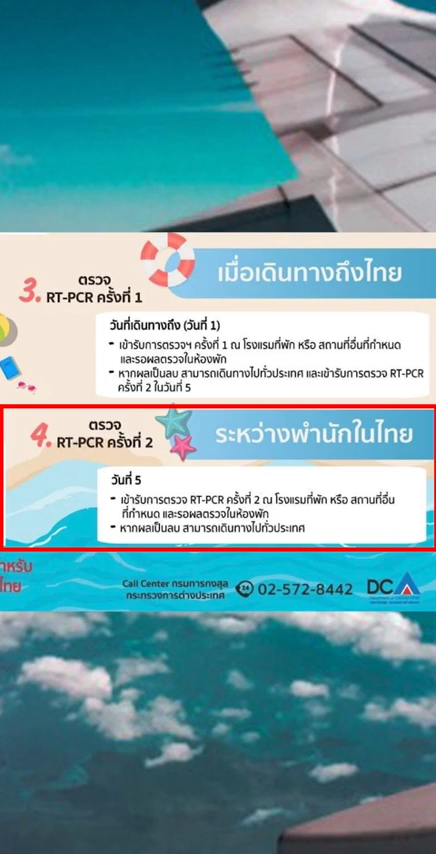 3.
ตรวจ
RT-PCR ครั้งที่ 1
เมื่อเดินทางถึงไทย
วันที่เดินทางถึง (วันที่ 1)
- เข้ารับการตรวจฯ ครั้งที่ 1 ณ โรงแรมที่พัก หรือ สถานที่อื่นที่กำหนด
และรอผลตรวจในห้องพัก
- หากผลเป็นลบ สามารถเดินทางไปทั่วประเทศ และเข้ารับการตรวจ RT-PCR
ครั้งที่ 2 ในวันที่ 5
4.
ตรวจ
RT-PCR ครั้งที่ 2
ระหว่างพำนักในไทย
วันที่ 5
- เข้ารับการตรวจ RT-PCR ครั้งที่ 2 ณ โรงแรมที่พัก หรือ สถานที่อื่น
ที่กำหนด และรอผลตรวจในห้องพัก
- หากผลเป็นลบ สามารถเดินทางไปทั่วประเทศ
ไทย
Call Center กรมการกงสุล
กระทรวงการต่างประเทศ
24
02-572-8442
DCA